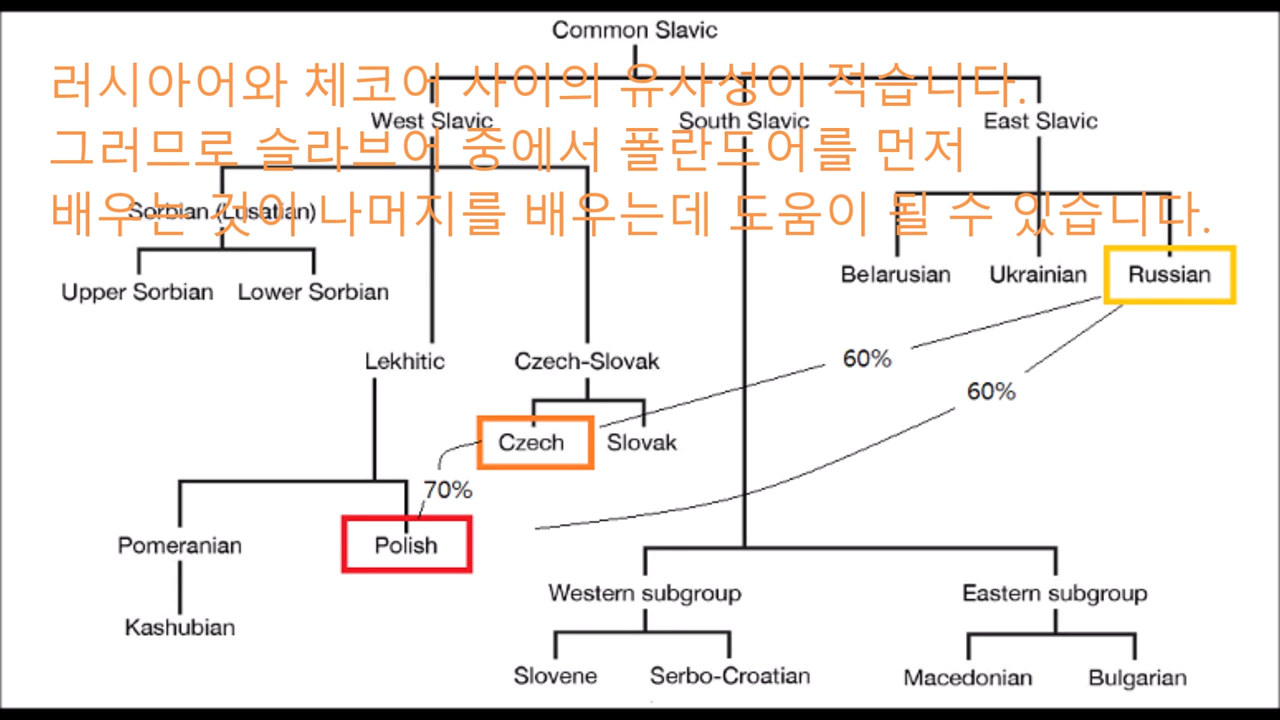 Common Slavic
러시아어와 체코어 사이의 유사성이 적습니다.
West Slavic South Slavic East Slavic
그러므로 슬라브어 중에서 폴란드어를 먼저
배우는 것이 나머지를 배우는데 도움이 될 수 있습니다.
Sorbian (Lusatian)
Belarusian Ukrainian Russian
Upper Sorbian Lower Sorbian
60%
Lekhitic Czech-Slovak
60%
Czech Slovak
70%
Pomeranian Polish
Western subgroup Eastern subgroup
Kashubian
Slovene Serbo-Croatian Macedonian Bulgarian